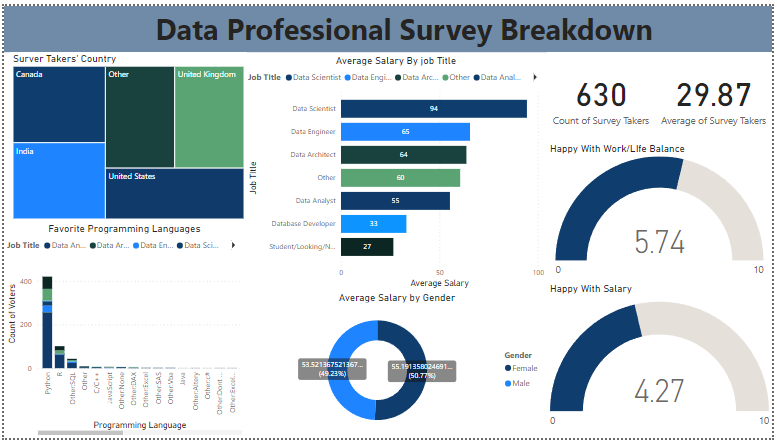 Data Professional Survey Breakdown
Surver Takers' Country
Canada
Other
United Kingdom
India
United States
Average Salary By job Title
Job Title
Data Scientist
Data Engi...
Data Arc...
Other
Data Anal...
Job Title
Data Scientist
94
Data Engineer
65
Data Architect
64
Other
60
Data Analyst
55
Database Developer
33
Student/Looking/N...
27
0
50
100
Average Salary
630
Count of Survey Takers
29.87
Average of Survey Takers
Happy With Work/LIfe Balance
5.74
0
10
Favorite Programming Languages
Job Title
Data An...
Data Ar...
Data En...
Data Sci...
Count of Voters
400
200
0
Python
R
Other:SQL
Other
C/C++
JavaScript
Other:None
Other:DAX
Other:Excel
Other:SAS
Other:Vba
Java
Other:Altery
Other:c#
Other:Dont ...
Other:Excel...
Programming Language
Average Salary by Gender
53.521367521367...
(49.23%)
55.191358024691...
(50.77%)
Gender
Female
Male
Happy With Salary
4.27
0
10